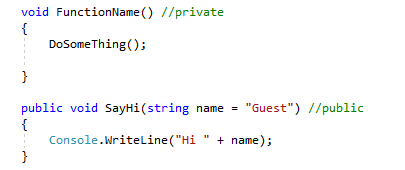 void FunctionName() //private
{
DoSomeThing();
}
public void SayHi(string name = "Guest") //public
{
Console.WriteLine("Hi " + name);
}